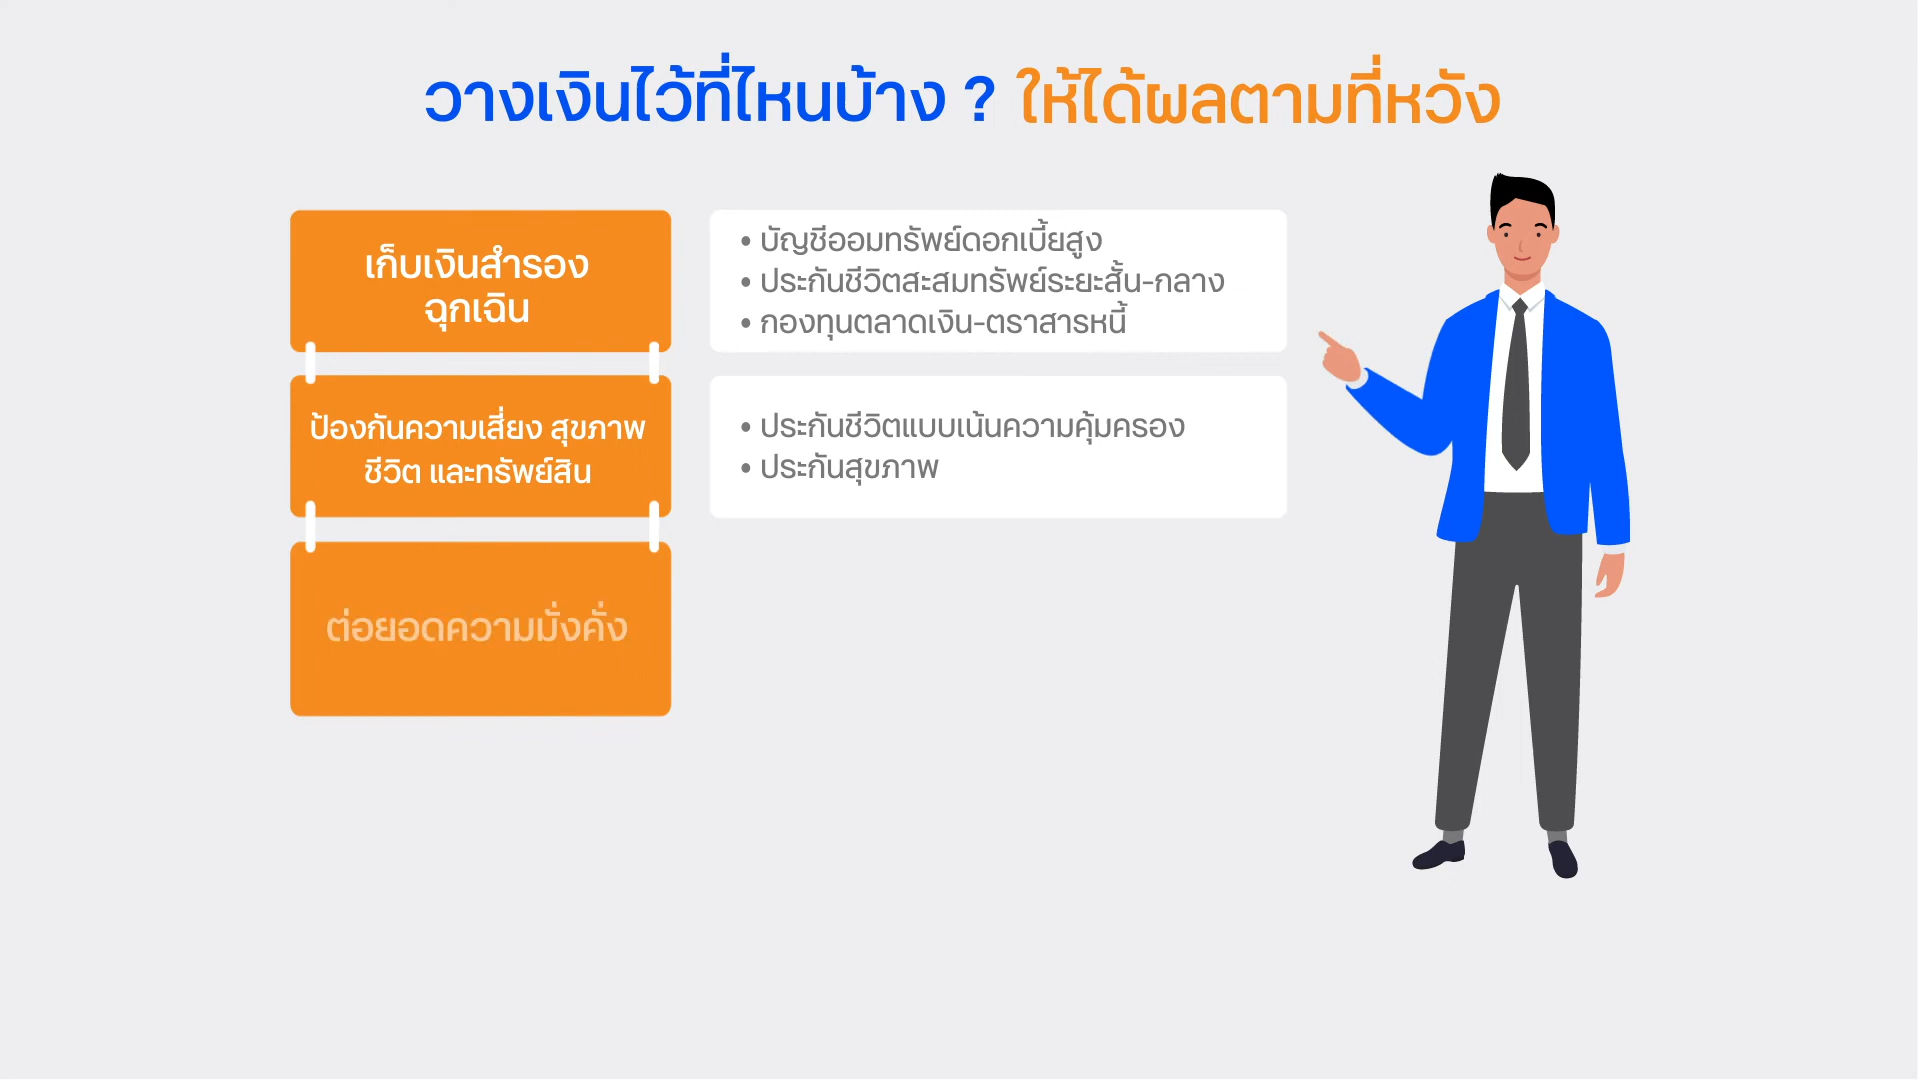 วางเงินไว้ที่ไหนบ้าง ? ให้ได้ผลตามที่หวัง
เก็บเงินสำรอง
ฉุกเฉิน
• บัญชีออมทรัพย์ดอกเบี้ยสูง
• ประกันชีวิตสะสมทรัพย์ระยะสั้น-กลาง
• กองทุนตลาดเงิน-ตราสารหนี้
ป้องกันความเสี่ยง สุขภาพ
ชีวิต และทรัพย์สิน
• ประกันชีวิตแบบเน้นความคุ้มครอง
• ประกันสุขภาพ
ต่อยอดความมั่งคั่ง